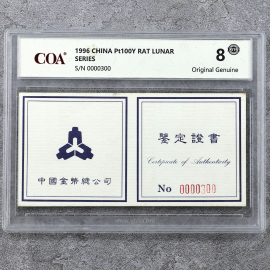 COA
1996 CHINA Pt100Y RAT LUNAR
SERIES
S/N 0000300
8
Original Genuine
中國金幣總公司
鑒定證書
Certificate of Authenticity
No 0000300